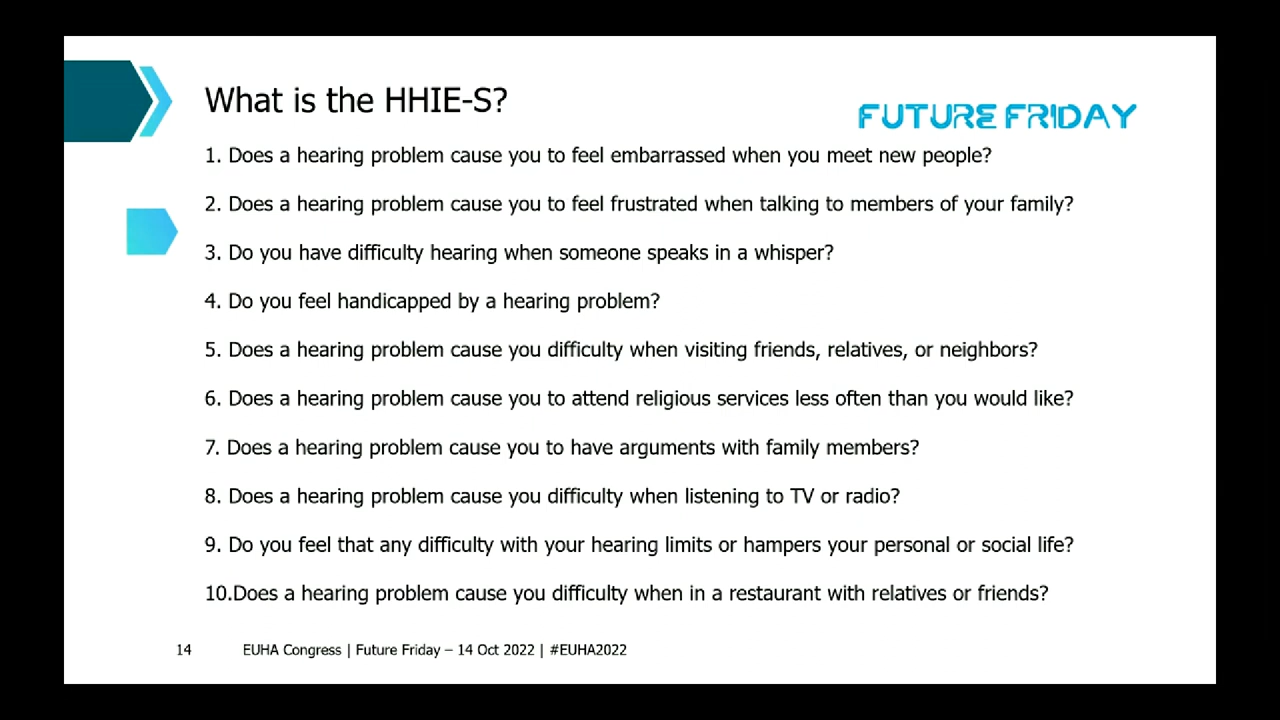 What is the HHIE-S?
FUTURE FRIDAY
1. Does a hearing problem cause you to feel embarrassed when you meet new people?
2. Does a hearing problem cause you to feel frustrated when talking to members of your family?
3. Do you have difficulty hearing when someone speaks in a whisper?
4. Do you feel handicapped by a hearing problem?
5. Does a hearing problem cause you difficulty when visiting friends, relatives, or neighbors?
6. Does a hearing problem cause you to attend religious services less often than you would like?
7. Does a hearing problem cause you to have arguments with family members?
8. Does a hearing problem cause you difficulty when listening to TV or radio?
9. Do you feel that any difficulty with your hearing limits or hampers your personal or social life?
10.Does a hearing problem cause you difficulty when in a restaurant with relatives or friends?
14 EUHA Congress | Future Friday – 14 Oct 2022 | #EUHA2022